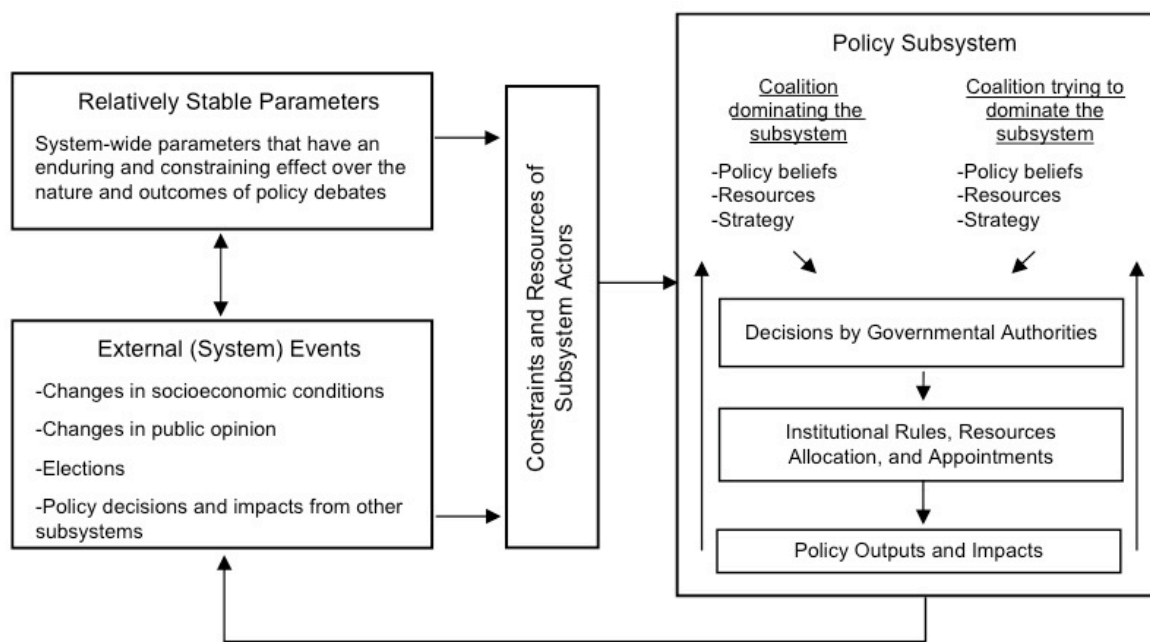 Relatively Stable Parameters
System-wide parameters that have an
enduring and constraining effect over the
nature and outcomes of policy debates
External (System) Events
-Changes in socioeconomic conditions
-Changes in public opinion
-Elections
-Policy decisions and impacts from other
subsystems
Constraints and Resources of
Subsystem Actors
Policy Subsystem
Coalition
dominating the
subsystem
-Policy beliefs
-Resources
-Strategy
Coalition trying to
dominate the
subsystem
-Policy beliefs
-Resources
-Strategy
Decisions by Governmental Authorities
Institutional Rules, Resources
Allocation, and Appointments
Policy Outputs and Impacts